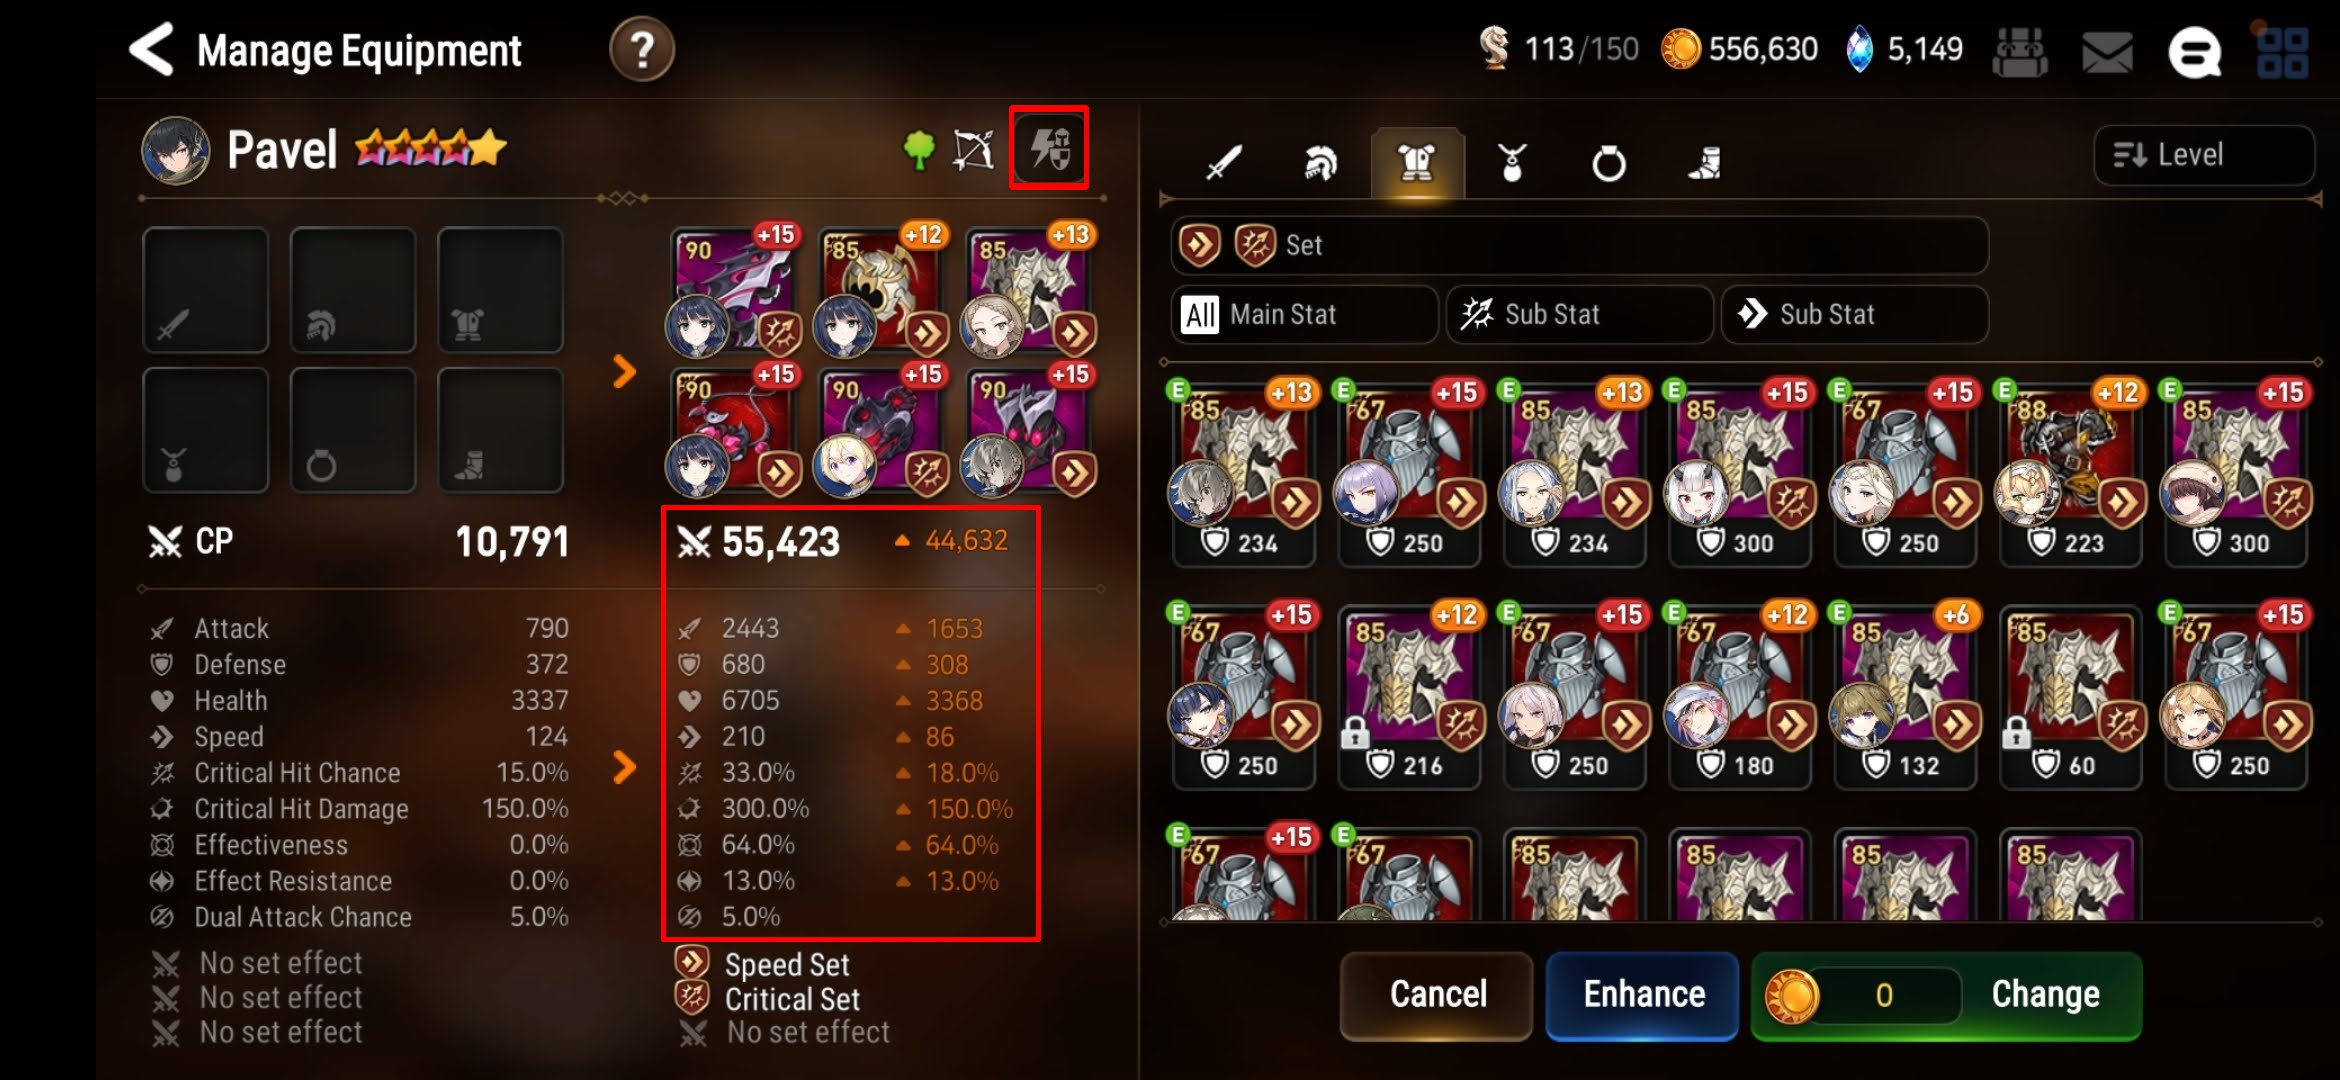 Manage Equipment
?
113/150
556,630
5,149
Pavel
Level
+15
90
+12
85
+13
85
+15
90
+15
90
+15
90
CP
10,791
55,423
44,632
Attack 790 2443 1653
Defense 372 680 308
Health 3337 6705 3368
Speed 124 210 86
Critical Hit Chance 15.0% 33.0% 18.0%
Critical Hit Damage 150.0% 300.0% 150.0%
Effectiveness 0.0% 64.0% 64.0%
Effect Resistance 0.0% 13.0% 13.0%
Dual Attack Chance 5.0% 5.0%
No set effect
No set effect
No set effect
Speed Set
Critical Set
No set effect
Set
All Main Stat
Sub Stat
Sub Stat
E 85 +13
E 67 +15
E 85 +13
E 85 +15
E 67 +15
E 88 +12
E 85 +15
234
250
234
300
250
223
300
E 67 +15
85 +12
E 67 +15
E 67 +12
E 85 +6
85
E 67 +15
250
216
250
180
132
60
250
E 67 +15
E 67
85
85
85
85
Cancel
Enhance
0
Change